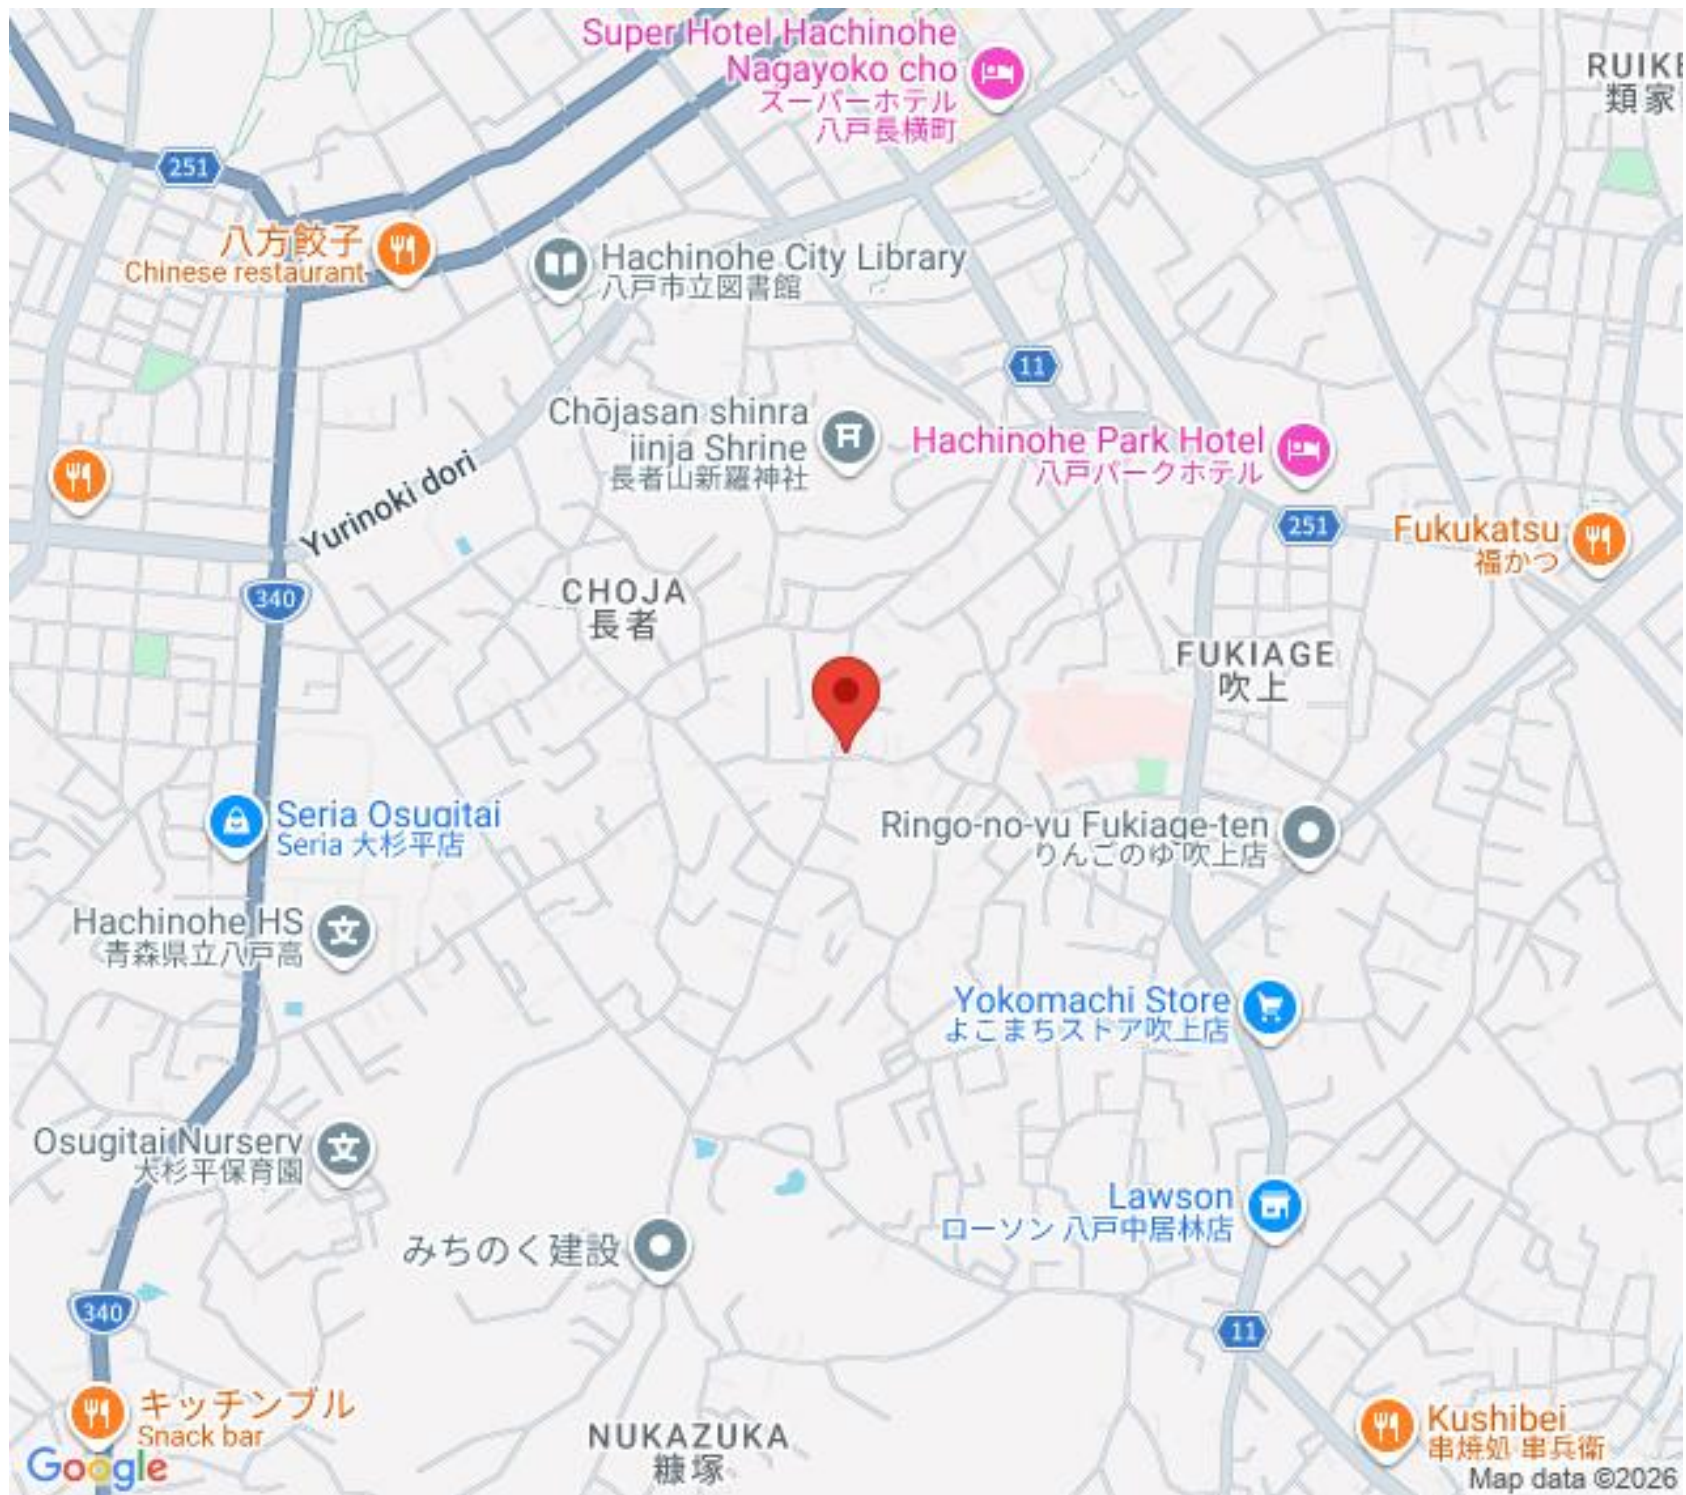 Super Hotel Hachinohe
Nagayoko cho
スーパーホテル
八戸長横町
RUIKE
類家
251
八方餃子
Chinese restaurant
Hachinohe City Library
八戸市立図書館
11
Chōjasan shinra
jinja Shrine
長者山新羅神社
Hachinohe Park Hotel
八戸パークホテル
Yurinoki dori
251
Fukukatsu
福かつ
340
CHOJA
長者
FUKIAGE
吹上
Seria Osugitai
Seria 大杉平店
Ringo-no-yu Fukiage-ten
りんごのゆ 吹上店
Hachinohe HS
青森県立八戸高
Yokomachi Store
よこまちストア吹上店
Osugitai Nursery
大杉平保育園
Lawson
ローソン 八戸中居林店
みちのく建設
340
11
キッチンブル
Snack bar
NUKAZUKA
糠塚
Kushibei
串焼処 串兵衛
Google
Map data ©2026